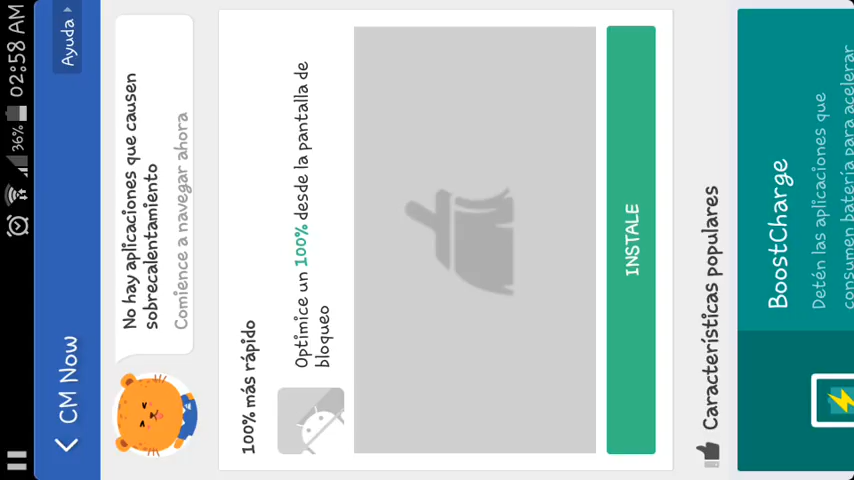 36% 02:58 AM
CM Now
Ayuda
No hay aplicaciones que causen
sobrecalentamiento
Comience a navegar ahora
100% más rápido
Optimice un 100% desde la pantalla de
bloqueo
INSTALE
Características populares
BoostCharge
Detén las aplicaciones que
consumen batería para acelerar